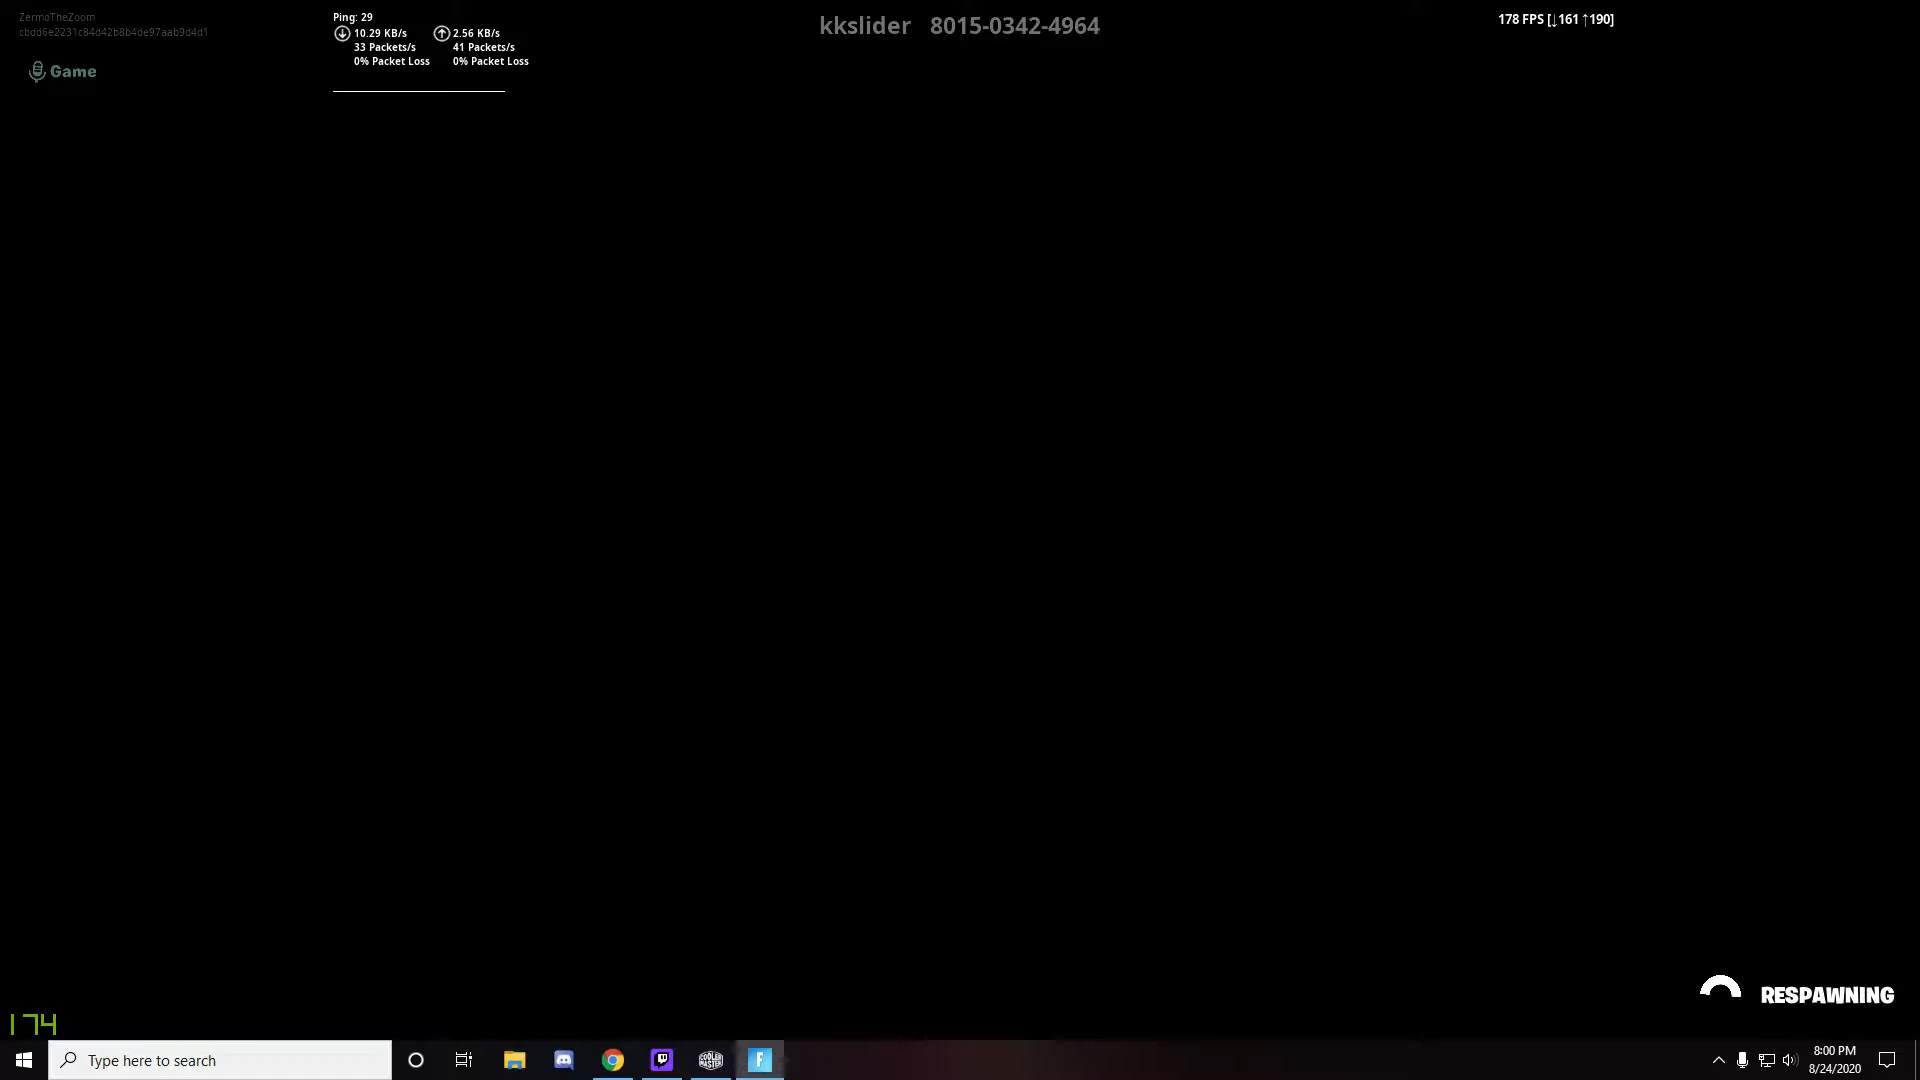 ZermoTheZoom
cbdd6e2231c84d42b8b4de97aab9d4d1
Game
Ping: 29
10.29 KB/s 2.56 KB/s
33 Packets/s 41 Packets/s
0% Packet Loss 0% Packet Loss
kkslider 8015-0342-4964
178 FPS [↓161 ↑190]
RESPAWNING
174
Type here to search
COOLER MASTER
F
8:00 PM
8/24/2020